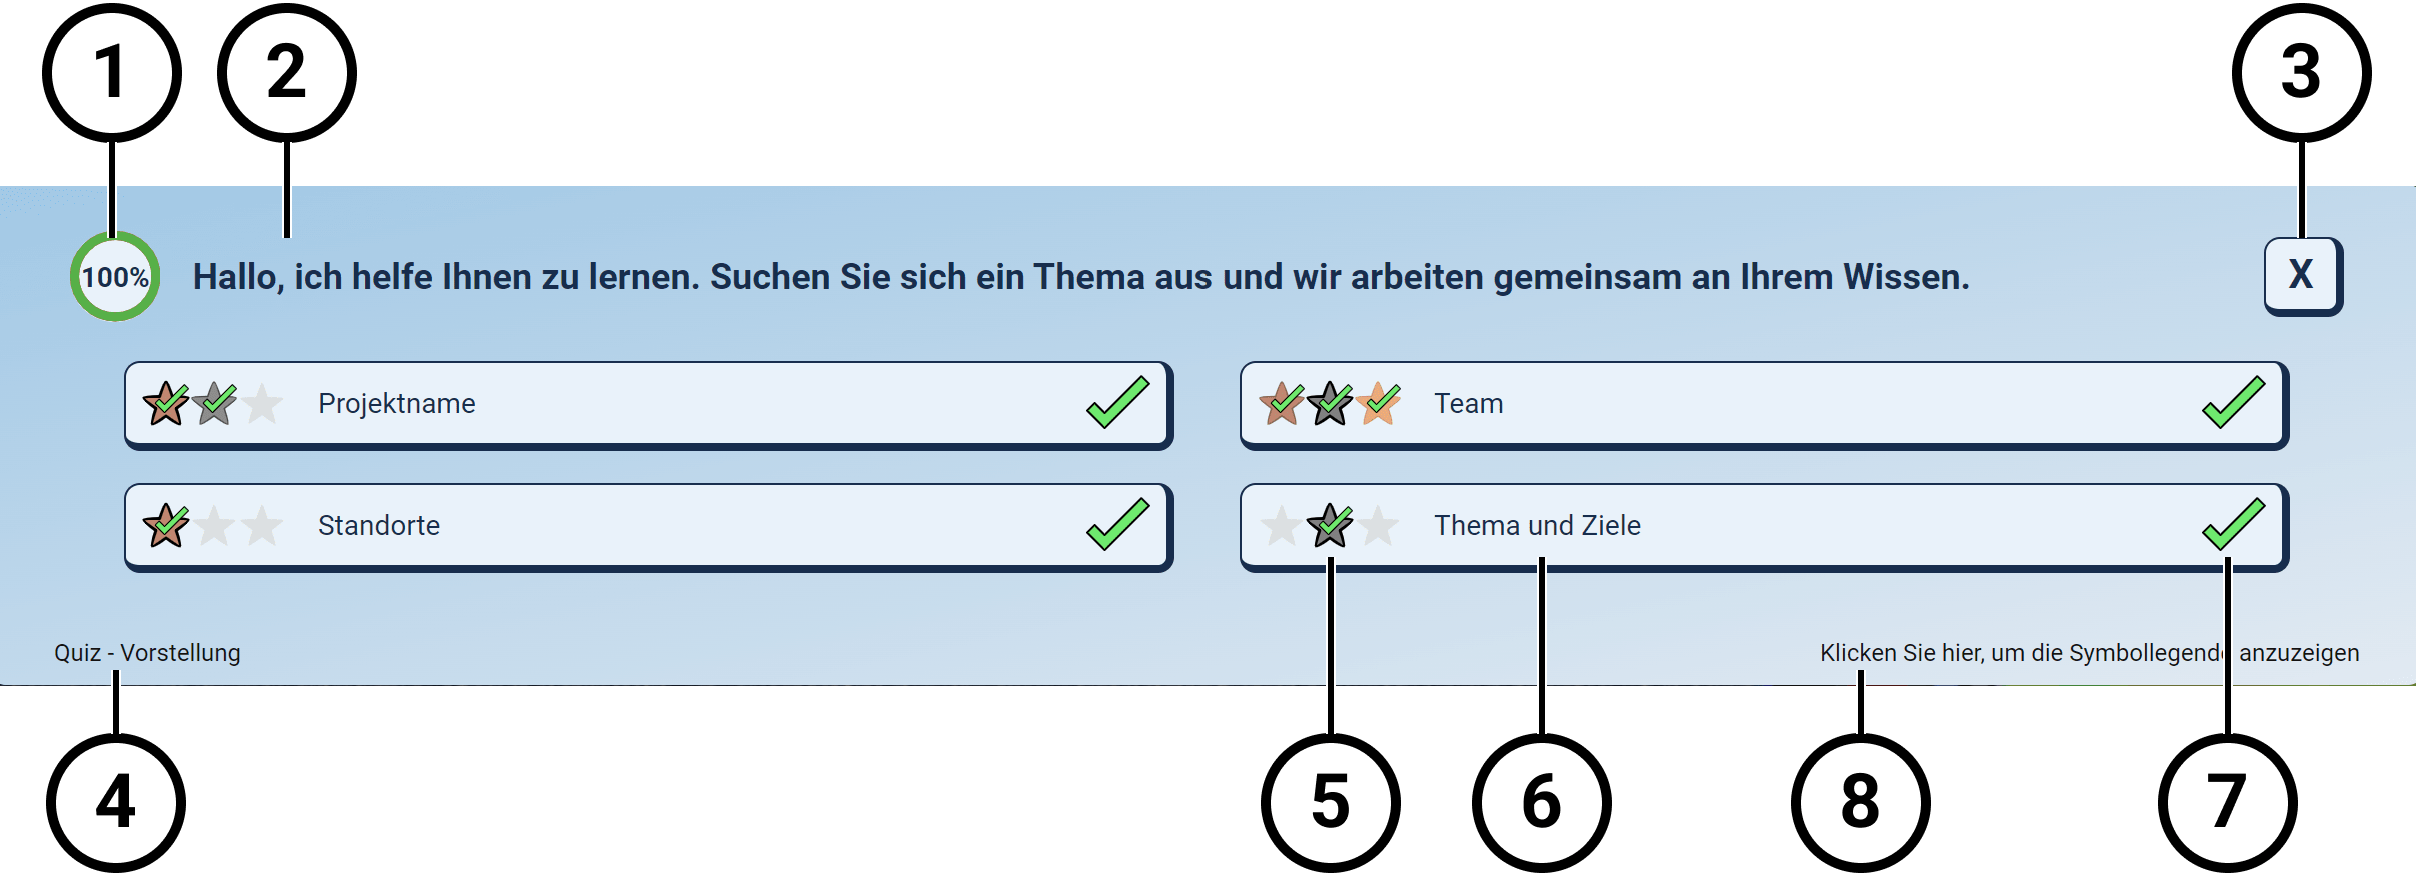 1 2 3
100% Hallo, ich helfe Ihnen zu lernen. Suchen Sie sich ein Thema aus und wir arbeiten gemeinsam an Ihrem Wissen. X
Projektname Team
Standorte Thema und Ziele
Quiz - Vorstellung Klicken Sie hier, um die Symbollegende anzuzeigen
4 5 6 8 7